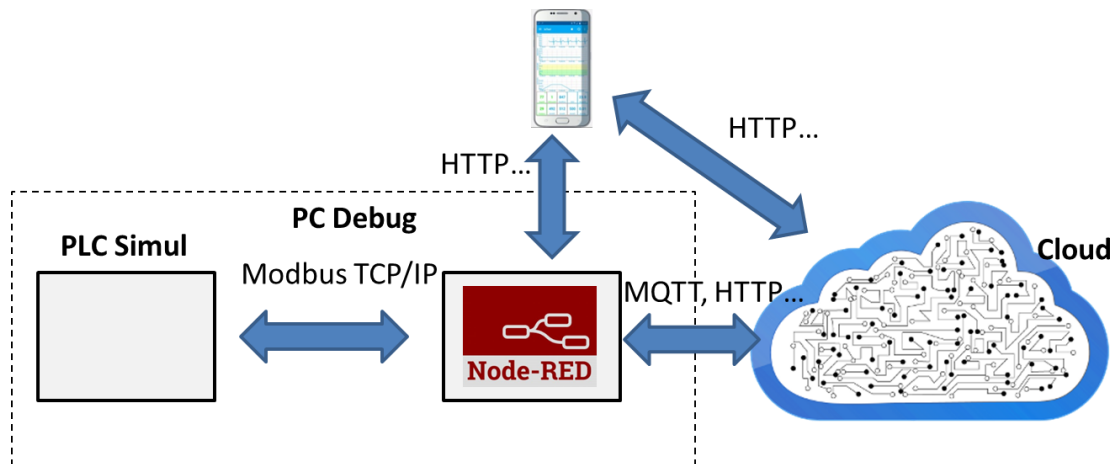 HTTP...
HTTP...
PC Debug
PLC Simul
Cloud
Modbus TCP/IP
MQTT, HTTP...
Node-RED